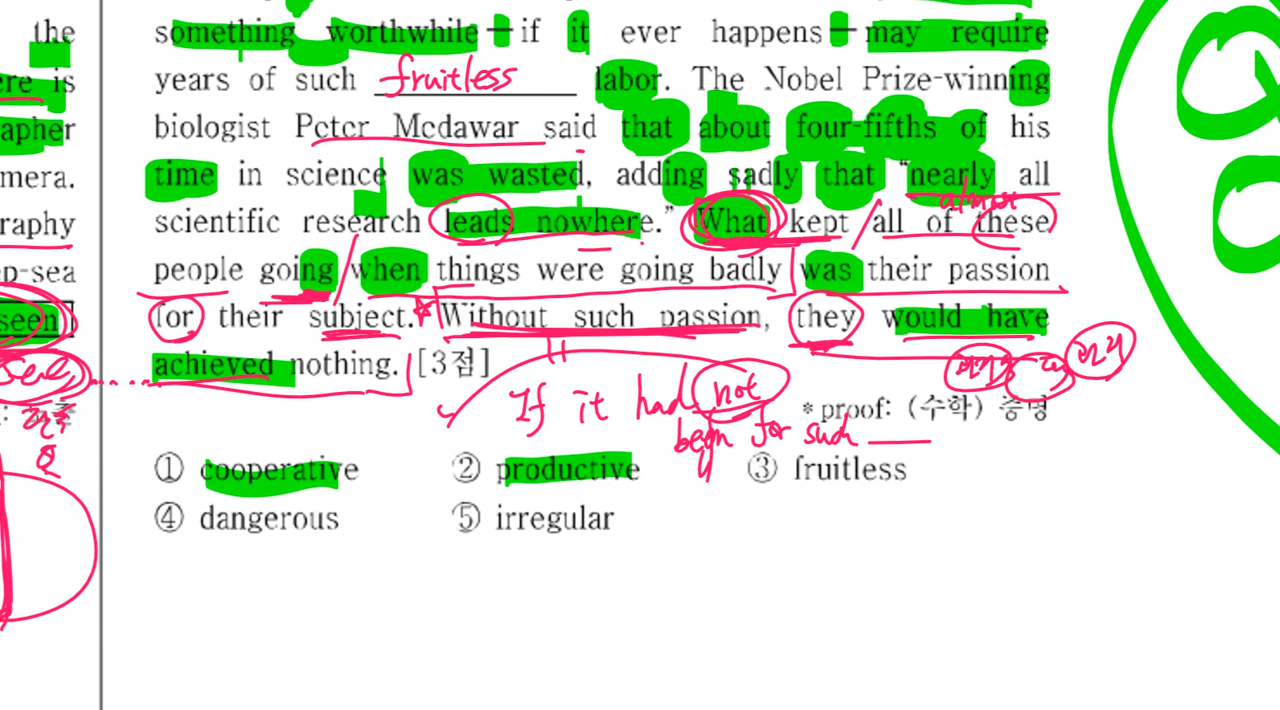 the
ere is
apher
mera.
raphy
p-sea
seen
something worthwhile — if it ever happens — may require
years of such fruitless labor. The Nobel Prize-winning
biologist Peter Medawar said that about four-fifths of his
time in science was wasted, adding sadly that “nearly all
almost
scientific research leads nowhere.” What kept all of these
people going when things were going badly was their passion
for their subject. Without such passion, they would have
achieved nothing. [3점]
If it had not
been for such
* proof: (수학) 증명
① cooperative ② productive ③ fruitless
④ dangerous ⑤ irregular